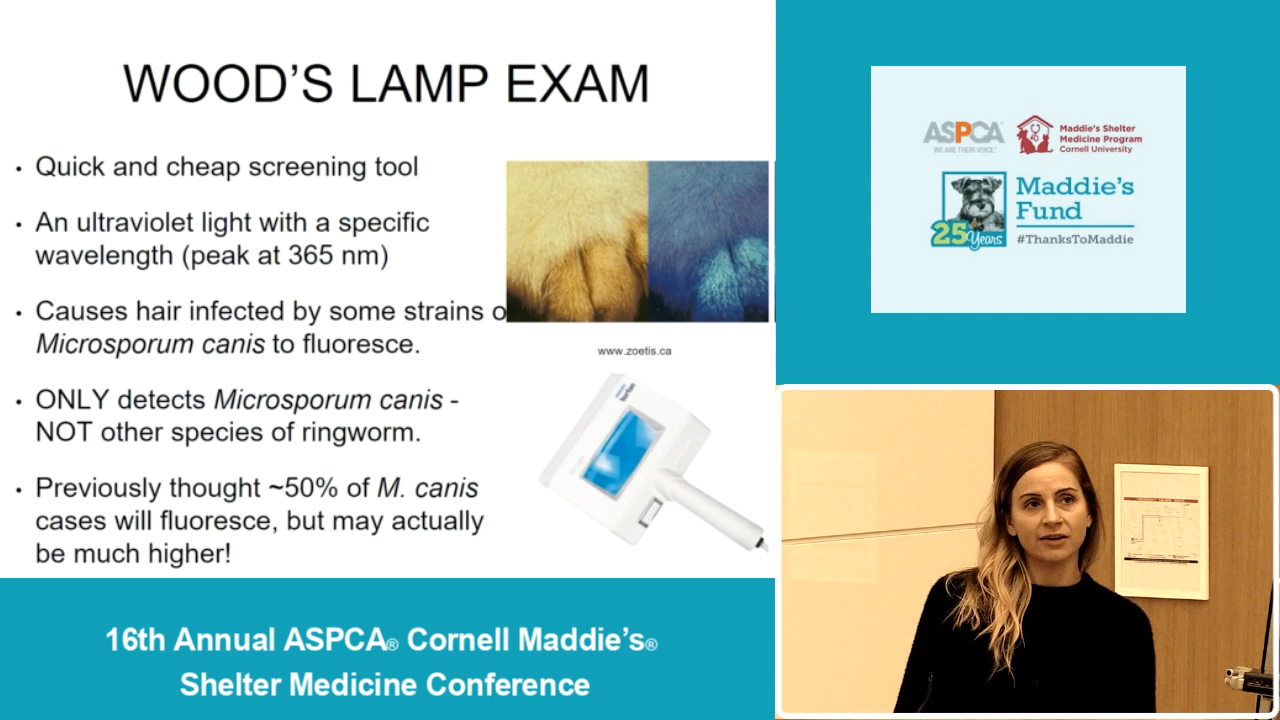 WOOD'S LAMP EXAM
• Quick and cheap screening tool
• An ultraviolet light with a specific
wavelength (peak at 365 nm)
• Causes hair infected by some strains o
Microsporum canis to fluoresce.
• ONLY detects Microsporum canis -
NOT other species of ringworm.
• Previously thought ~50% of M. canis
cases will fluoresce, but may actually
be much higher!
www.zoetis.ca
16th Annual ASPCA® Cornell Maddie's®
Shelter Medicine Conference
ASPCA
WE ARE THEIR VOICE.
Maddie's Shelter
Medicine Program
Cornell University
25 Years
Maddie's
Fund
#ThanksToMaddie